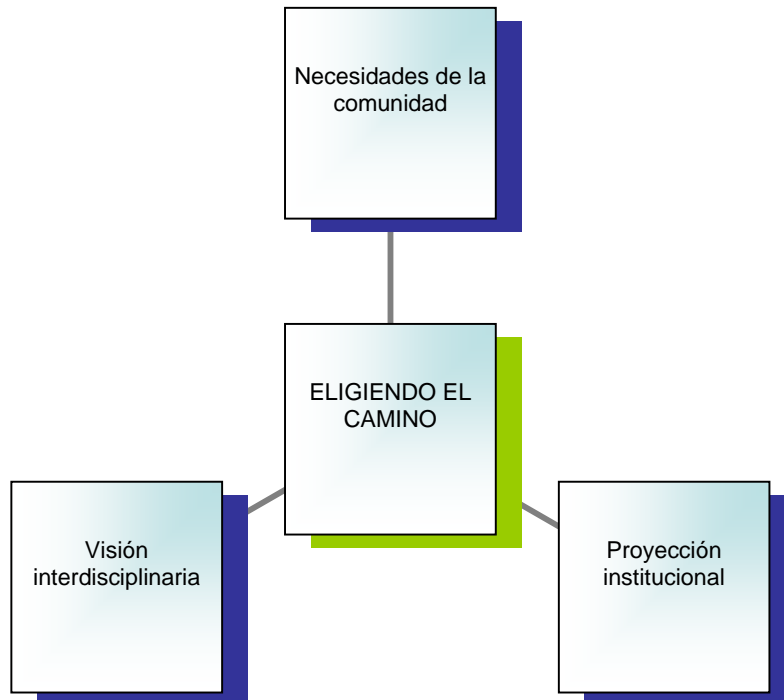 Necesidades de la
comunidad
ELIGIENDO EL
CAMINO
Visión
interdisciplinaria
Proyección
institucional